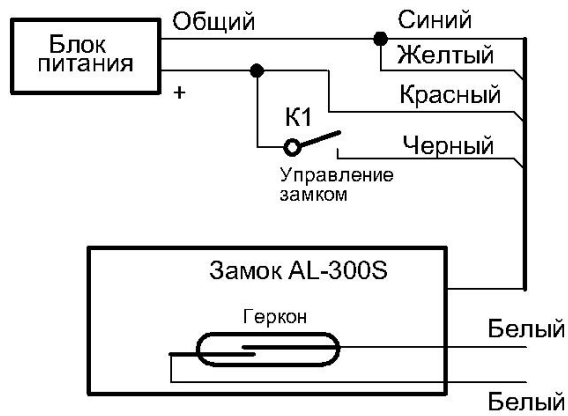 Общий
Синий
Блок
питания
Желтый
+
Красный
К1
Черный
Управление
замком
Замок AL-300S
Геркон
Белый
Белый